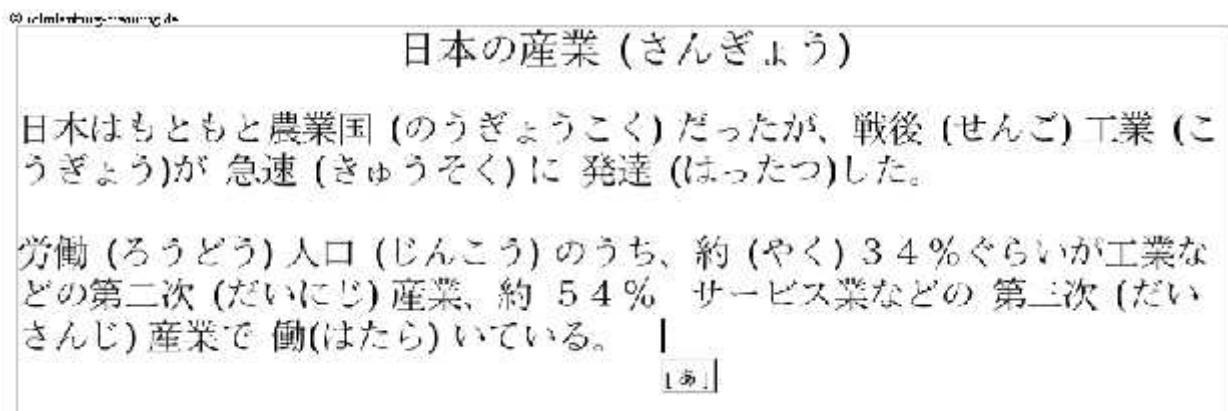 日本の産業 (さんぎょう)
日本はもともと農業国 (のうぎょうこく) だったが、戦後 (せんご) 工業 (こ
うぎょう)が 急速 (きゅうそく) に 発達 (はったつ)した。
労働 (ろうどう) 人口 (じんこう) のうち、約 (やく) 34%ぐらいが工業な
どの第二次 (だいにじ) 産業、約 54% サービス業などの 第三次 (だい
さんじ) 産業で 働(はたら) いている。
[あ]